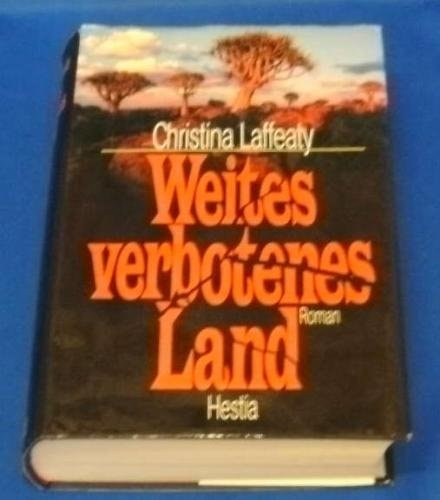 Christina Laffeaty
Weites
verbotenes
Land
Roman
Hestia